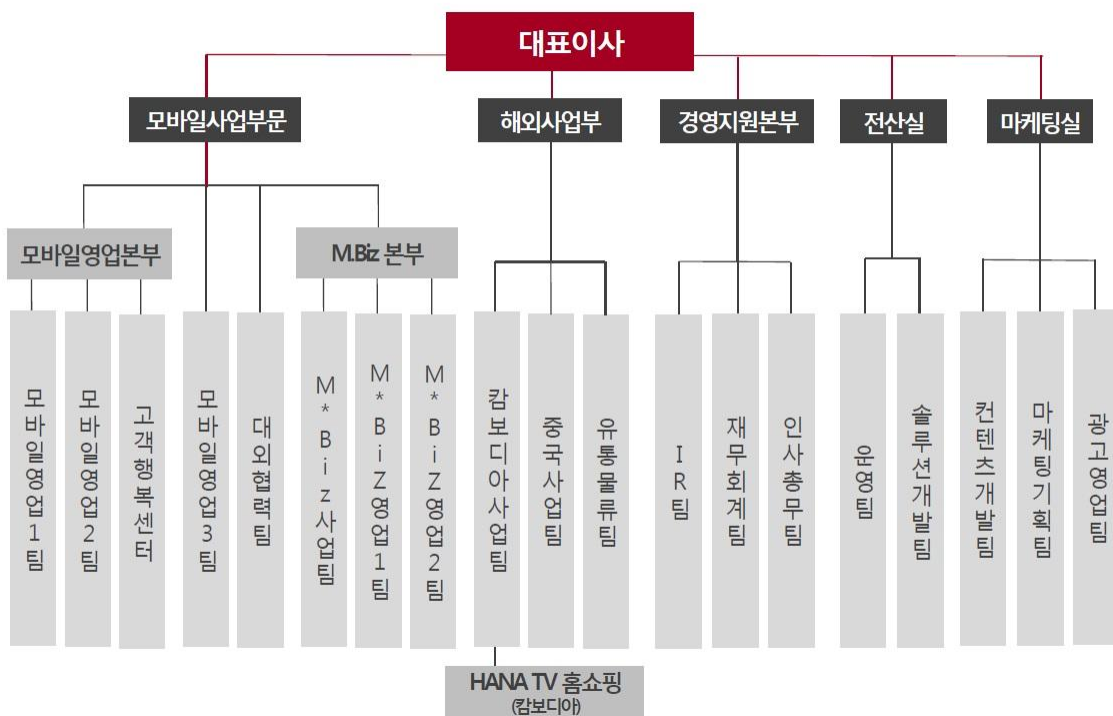 대표이사
모바일사업부문
해외사업부
경영지원본부
전산실
마케팅실
모바일영업본부
M.Biz 본부
모바일영업1팀
모바일영업2팀
고객행복센터
모바일영업3팀
대외협력팀
M*Biz사업팀
M*BiZ영업1팀
M*BiZ영업2팀
캄보디아사업팀
중국사업팀
유통물류팀
IR팀
재무회계팀
인사총무팀
운영팀
솔루션개발팀
컨텐츠개발팀
마케팅기획팀
광고영업팀
HANA TV 홈쇼핑
(캄보디아)